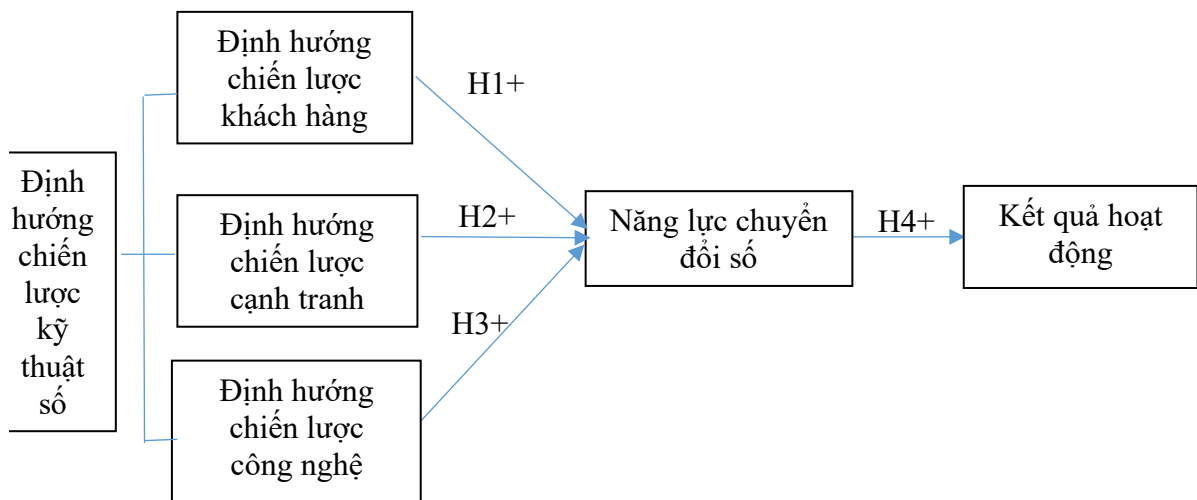 Định
hướng
chiến
lược
kỹ
thuật
số
Định hướng
chiến lược
khách hàng
Định hướng
chiến lược
cạnh tranh
Định hướng
chiến lược
công nghệ
H1+
H2+
H3+
Năng lực chuyển
đổi số
H4+
Kết quả hoạt
động